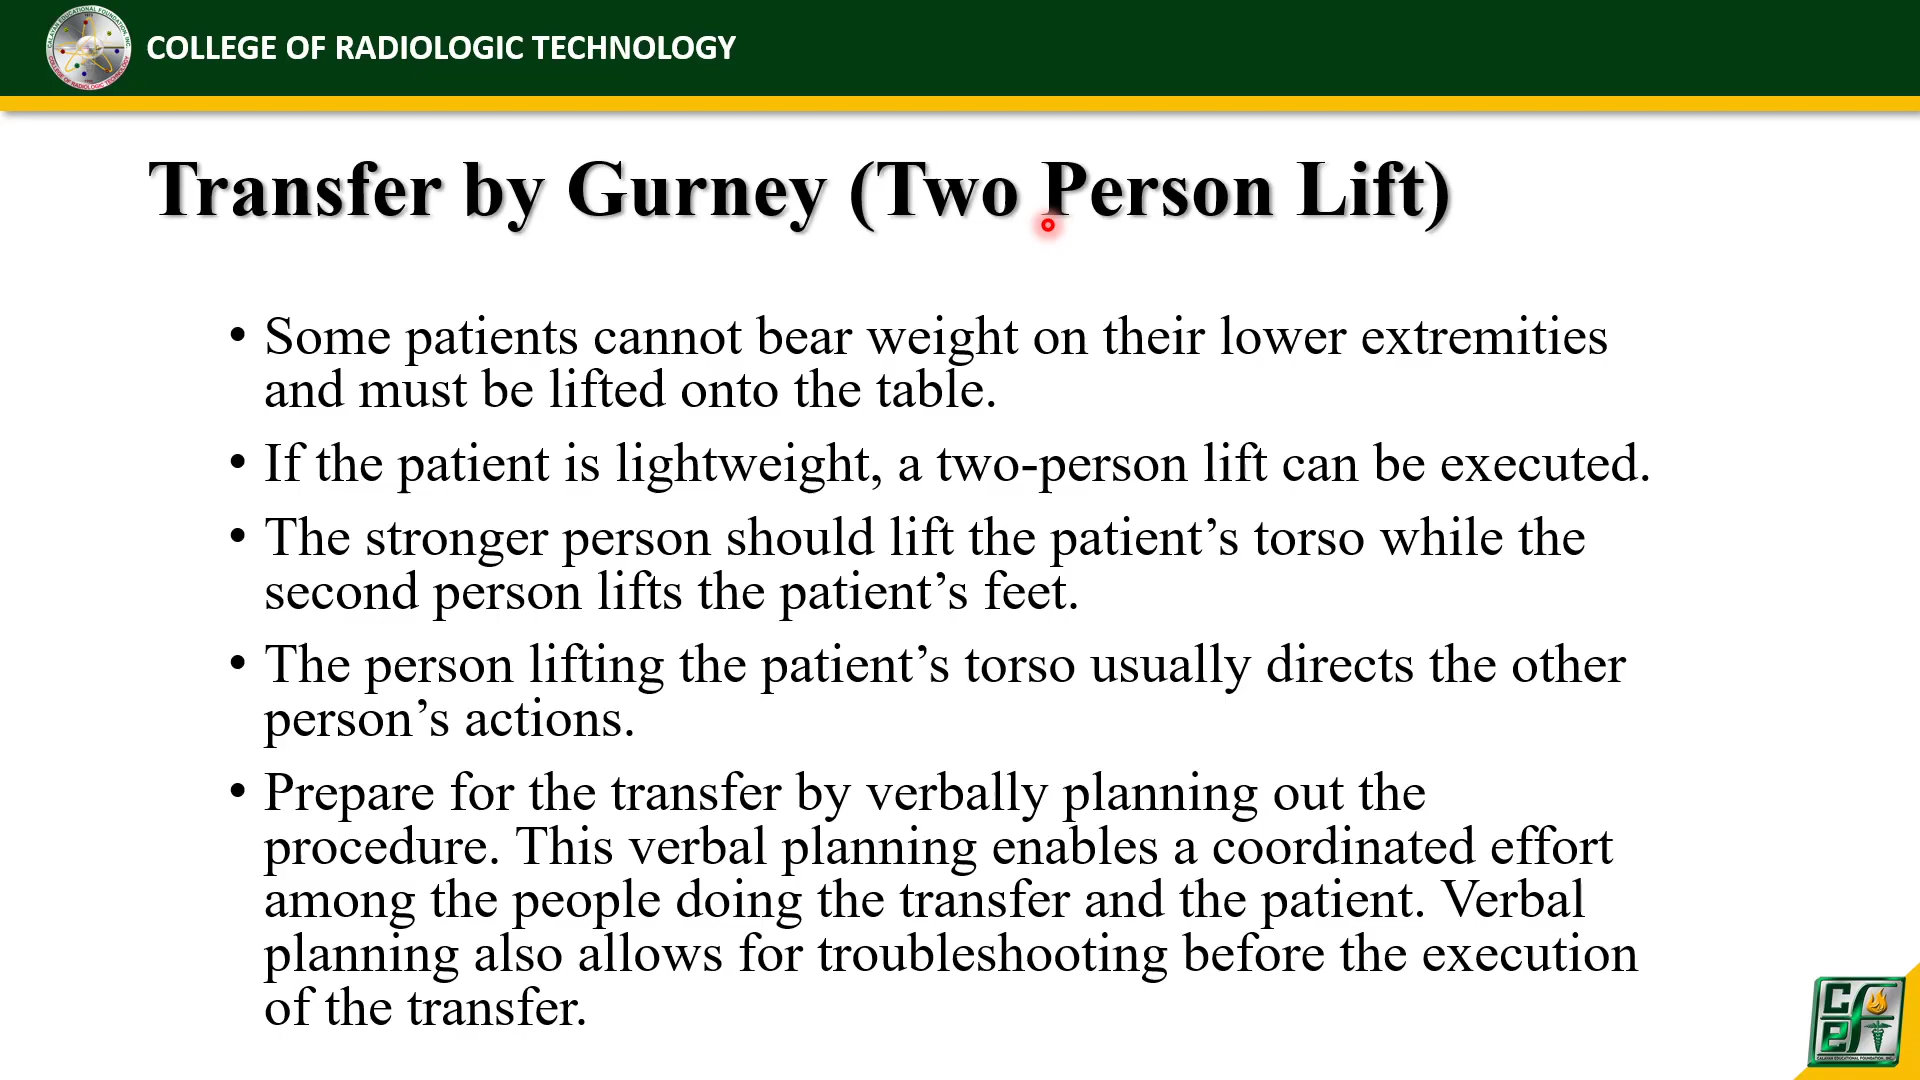 COLLEGE OF RADIOLOGIC TECHNOLOGY
Transfer by Gurney (Two Person Lift)
• Some patients cannot bear weight on their lower extremities
and must be lifted onto the table.
• If the patient is lightweight, a two-person lift can be executed.
• The stronger person should lift the patient’s torso while the
second person lifts the patient’s feet.
• The person lifting the patient’s torso usually directs the other
person’s actions.
• Prepare for the transfer by verbally planning out the
procedure. This verbal planning enables a coordinated effort
among the people doing the transfer and the patient. Verbal
planning also allows for troubleshooting before the execution
of the transfer.
CALAYAN EDUCATIONAL FOUNDATION, INC.